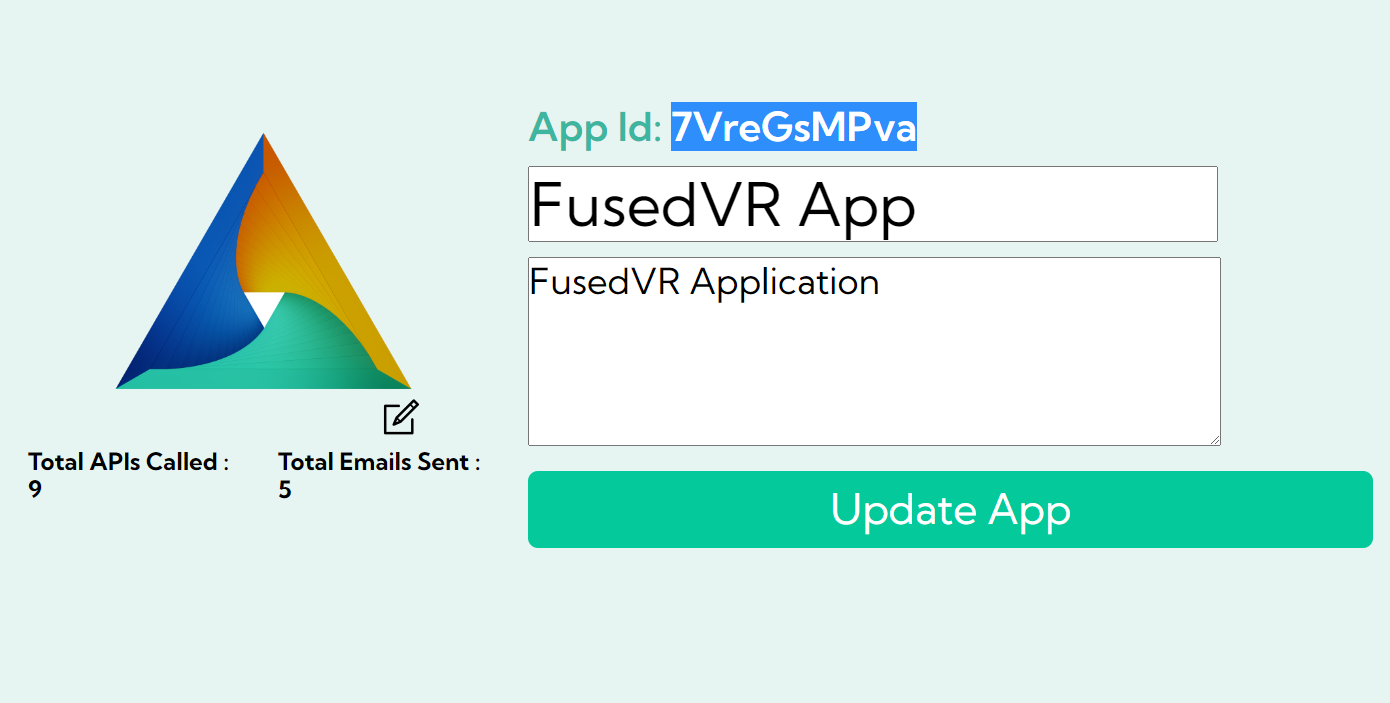 App Id: 7VreGsMPva
FusedVR App
FusedVR Application
Total APIs Called :
9
Total Emails Sent :
5
Update App